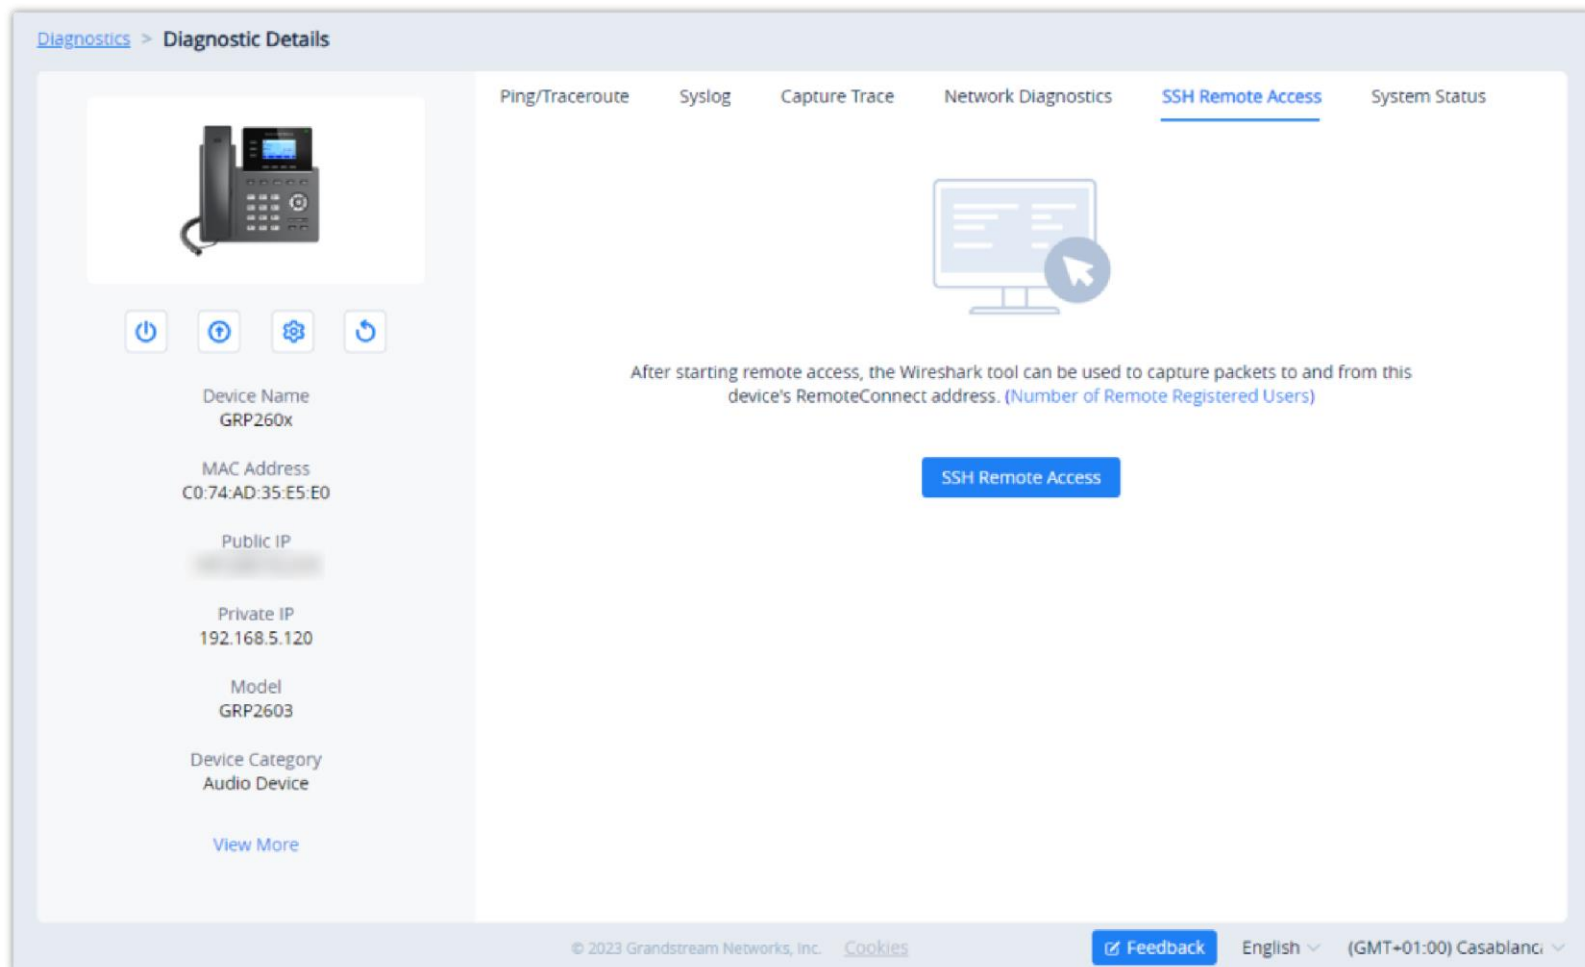 Diagnostics > Diagnostic Details
Ping/Traceroute Syslog Capture Trace Network Diagnostics SSH Remote Access System Status
Device Name
GRP260x
MAC Address
C0:74:AD:35:E5:E0
Public IP
Private IP
192.168.5.120
Model
GRP2603
Device Category
Audio Device
View More
After starting remote access, the Wireshark tool can be used to capture packets to and from this
device's RemoteConnect address. (Number of Remote Registered Users)
SSH Remote Access
© 2023 Grandstream Networks, Inc. Cookies Feedback English (GMT+01:00) Casablanc